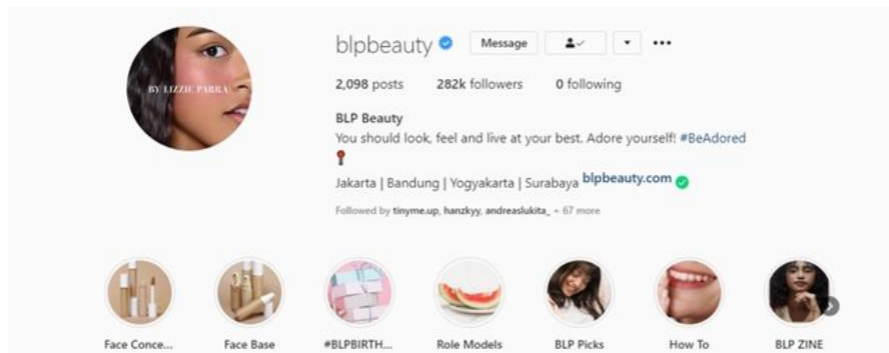 blpbeauty Message
2,098 posts 282k followers 0 following
BY LIZZIE PARRA
BLP Beauty
You should look, feel and live at your best. Adore yourself! #BeAdored
Jakarta | Bandung | Yogyakarta | Surabaya blpbeauty.com
Followed by tinyme.up, hanzkyy, andreaslukita_ + 67 more
Face Conce... Face Base #BLPBIRTH... Role Models BLP Picks How To BLP ZINE